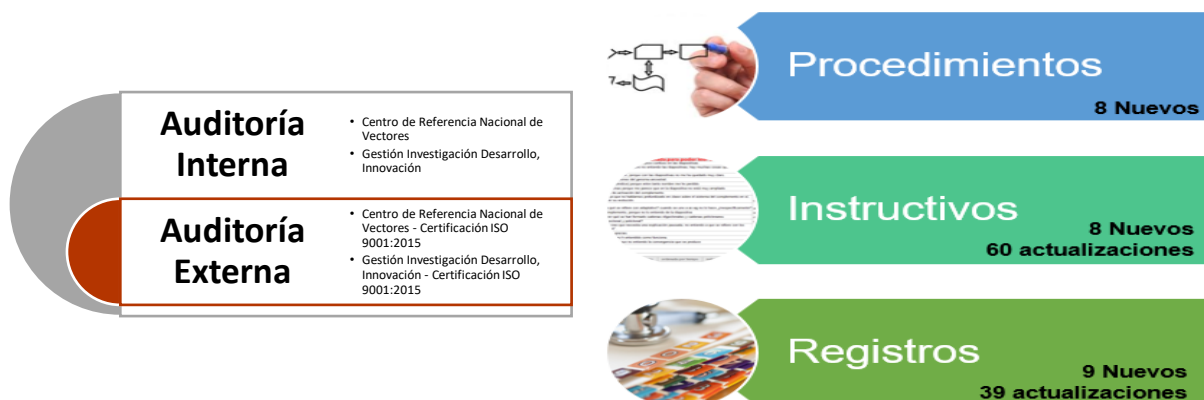 Auditoría
Interna
• Centro de Referencia Nacional de
Vectores
• Gestión Investigación Desarrollo,
Innovación
Auditoría
Externa
• Centro de Referencia Nacional de
Vectores - Certificación ISO
9001:2015
• Gestión Investigación Desarrollo,
Innovación - Certificación ISO
9001:2015
Procedimientos
8 Nuevos
Instructivos
8 Nuevos
60 actualizaciones
Registros
9 Nuevos
39 actualizaciones